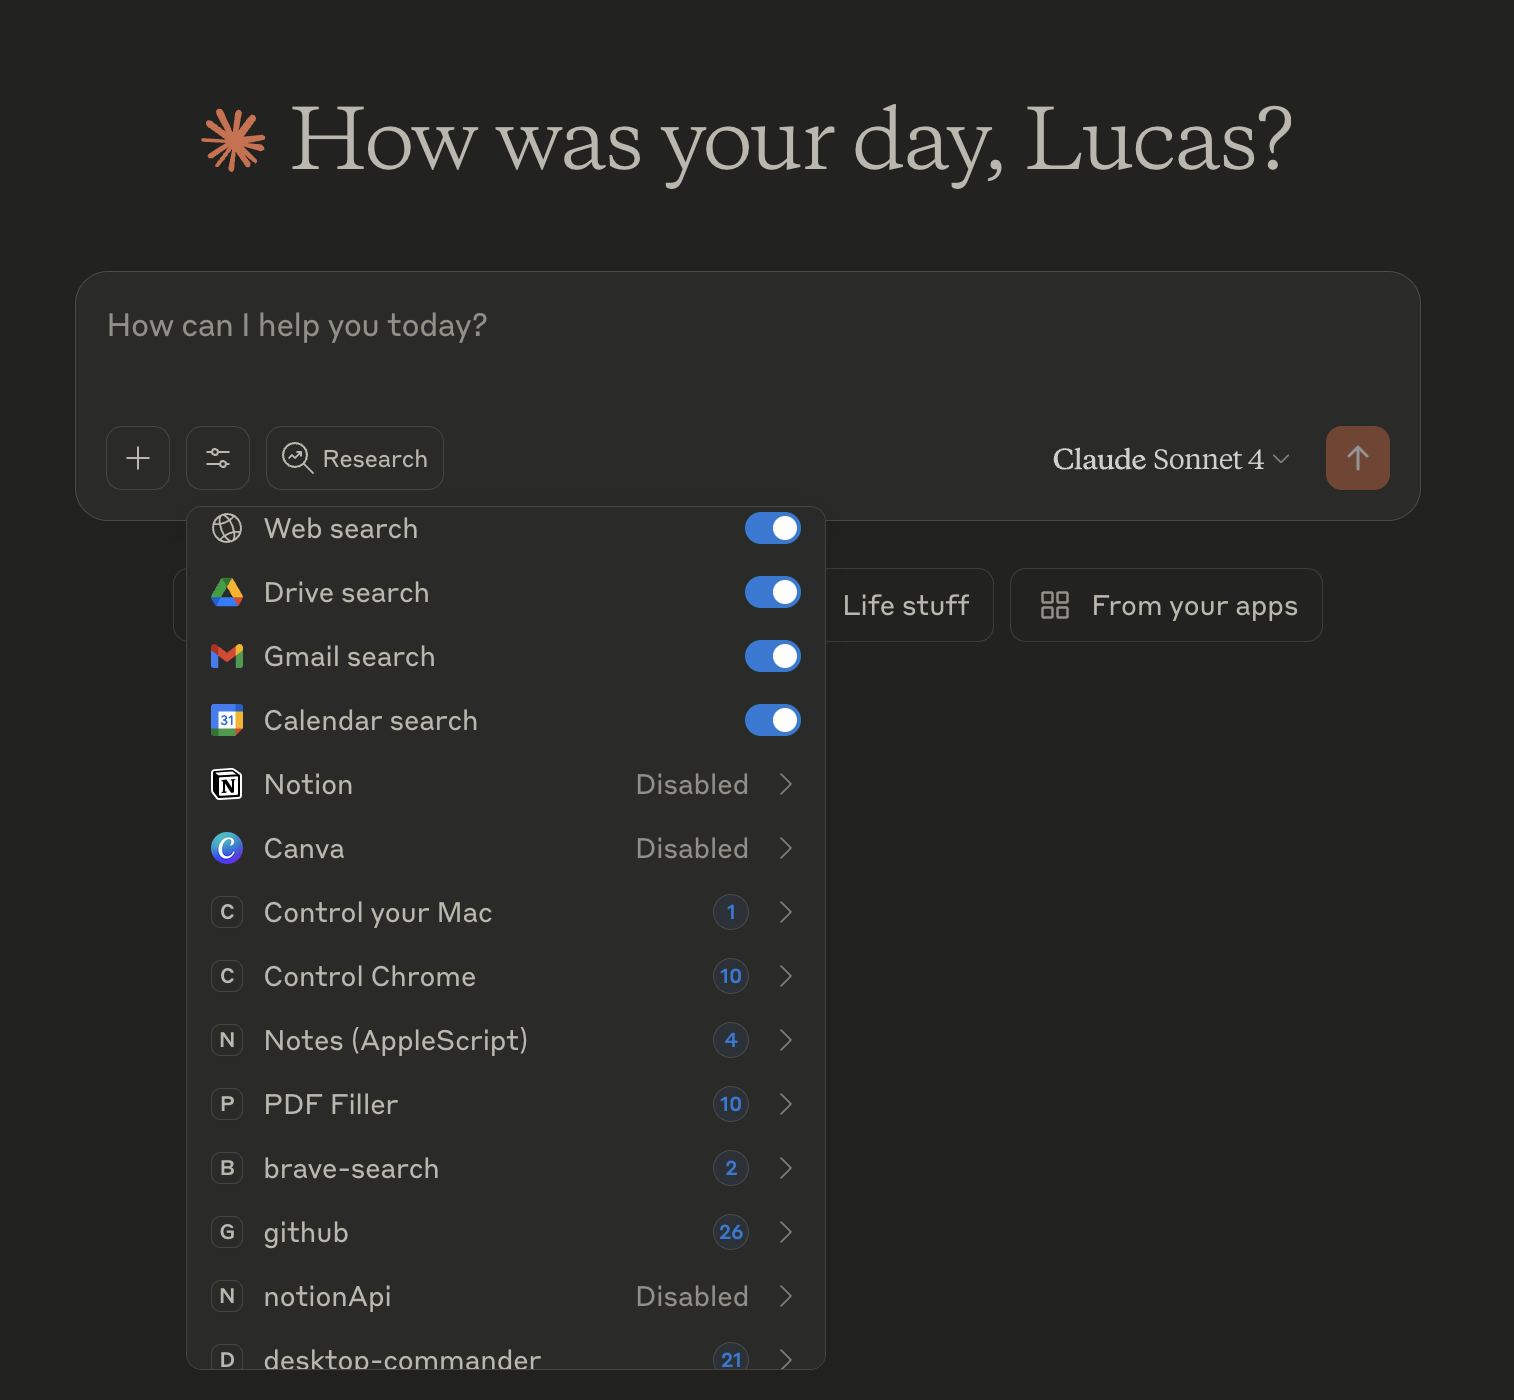 How was your day, Lucas?
How can I help you today?
Research
Claude Sonnet 4
Web search
Drive search
Life stuff
From your apps
Gmail search
31
Calendar search
N
Notion
Disabled
C
Canva
Disabled
C
Control your Mac
1
C
Control Chrome
10
N
Notes (AppleScript)
4
P
PDF Filler
10
B
brave-search
2
G
github
26
N
notionApi
Disabled
D
desktop-commander
21